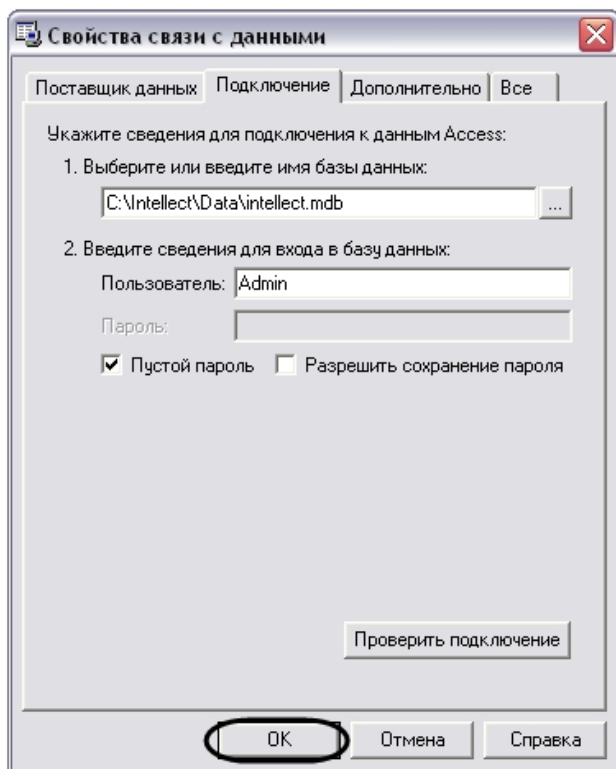 Свойства связи с данными
Поставщик данных Подключение Дополнительно Все
Укажите сведения для подключения к данным Access:
1. Выберите или введите имя базы данных:
C:\Intellect\Data\intellect.mdb ...
2. Введите сведения для входа в базу данных:
Пользователь: Admin
Пароль:
Пустой пароль Разрешить сохранение пароля
Проверить подключение
OK Отмена Справка